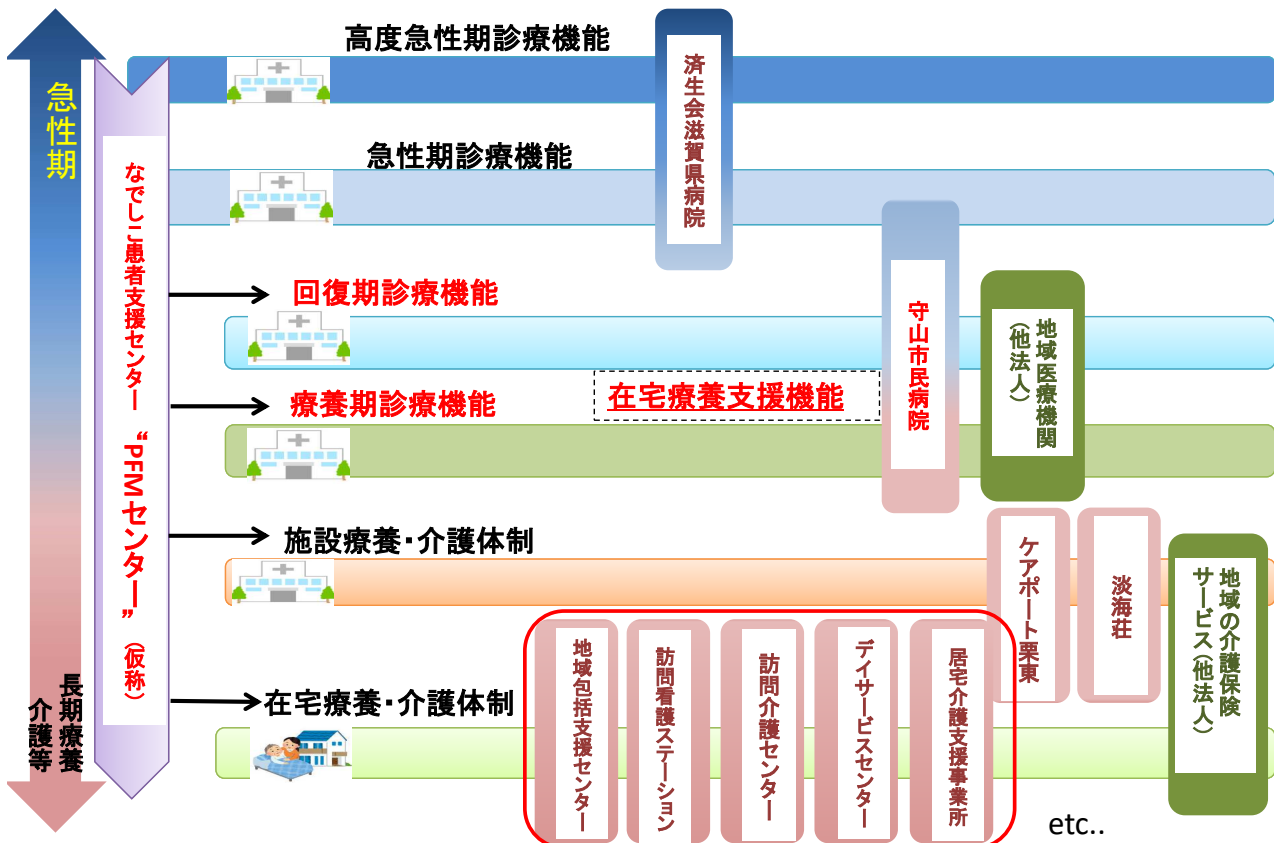 急性期
長期療養
介護等
なでしこ患者支援センター “PFMセンター” （仮称）
高度急性期診療機能
急性期診療機能
回復期診療機能
療養期診療機能
在宅療養支援機能
施設療養・介護体制
在宅療養・介護体制
済生会滋賀県病院
守山市民病院
地域医療機関
（他法人）
ケアポート栗東
淡海荘
地域の介護保険
サービス（他法人）
地域包括支援センター
訪問看護ステーション
訪問介護センター
デイサービスセンター
居宅介護支援事業所
etc..